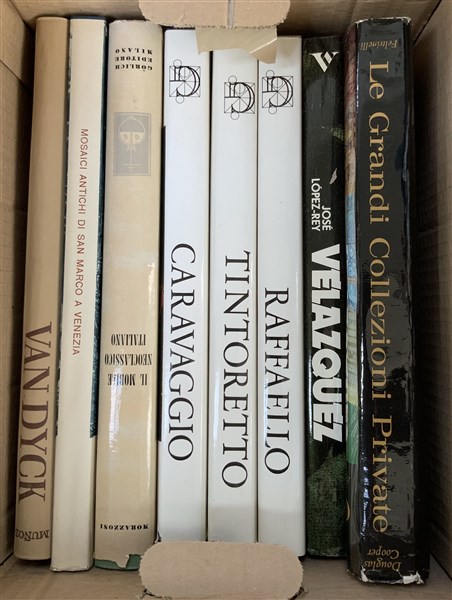 VAN DYCK
MUÑOZ
MOSAICI ANTICHI DI SAN MARCO A VENEZIA
GÖRLICH
EDITORE
MILANO
IL MOBILE
NEOCLASSICO
ITALIANO
MORAZZONI
CARAVAGGIO
TINTORETTO
RAFFAELLO
JOSÉ
LÓPEZ-REY
VELAZQUEZ
Feltrinelli
Le Grandi Collezioni Private
Douglas
Cooper